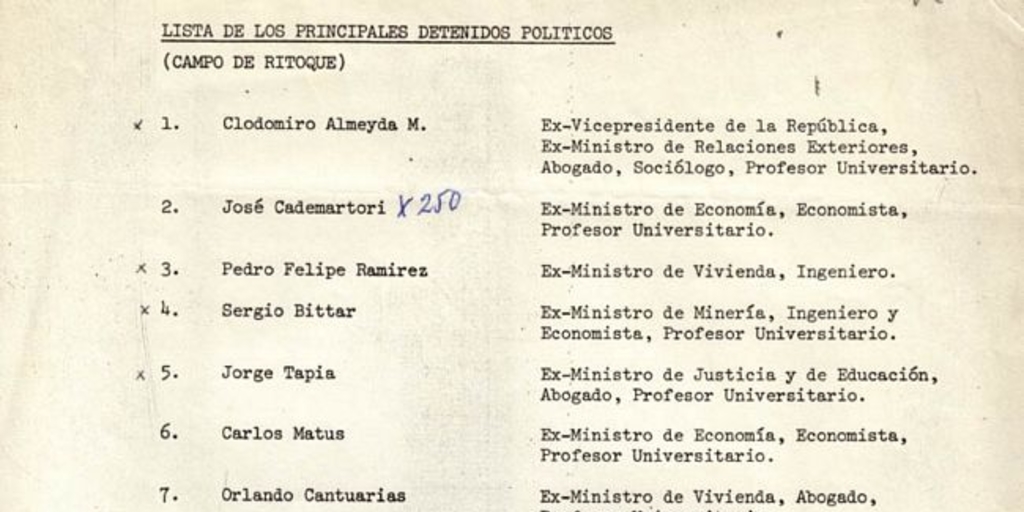 LISTA DE LOS PRINCIPALES DETENIDOS POLITICOS
(CAMPO DE RITOQUE)
x 1. Clodomiro Almeyda M. Ex-Vicepresidente de la República,
Ex-Ministro de Relaciones Exteriores,
Abogado, Sociólogo, Profesor Universitario.
2. José Cademartori X 250 Ex-Ministro de Economía, Economista,
Profesor Universitario.
x 3. Pedro Felipe Ramirez Ex-Ministro de Vivienda, Ingeniero.
x 4. Sergio Bittar Ex-Ministro de Minería, Ingeniero y
Economista, Profesor Universitario.
x 5. Jorge Tapia Ex-Ministro de Justicia y de Educación,
Abogado, Profesor Universitario.
6. Carlos Matus Ex-Ministro de Economía, Economista,
Profesor Universitario.
7. Orlando Cantuarias Ex-Ministro de Vivienda, Abogado,